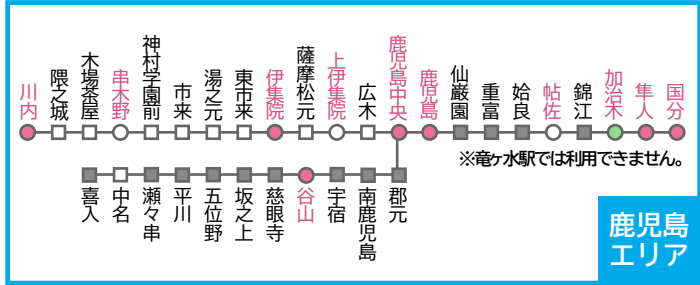 川内
隈之城
木場茶屋
串木野
神村学園前
市来
湯之元
東市来
伊集院
薩摩松元
上伊集院
広木
鹿児島中央
鹿児島
仙巌園
重富
姶良
帖佐
錦江
加治木
隼人
国分
※竜ヶ水駅では利用できません。
喜入
中名
瀬々串
平川
五位野
坂之上
慈眼寺
谷山
宇宿
南鹿児島
郡元
鹿児島
エリア